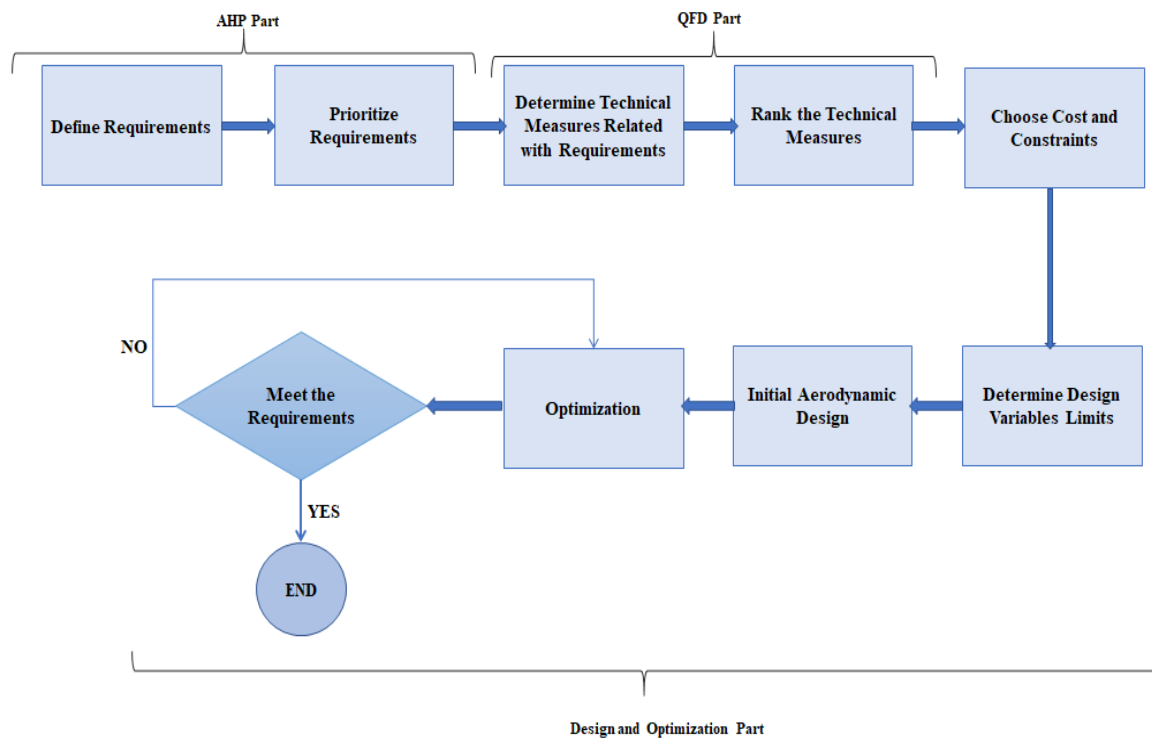 AHP Part
QFD Part
Define Requirements
Prioritize
Requirements
Determine Technical
Measures Related
with Requirements
Rank the Technical
Measures
Choose Cost and
Constraints
NO
Meet the
Requirements
Optimization
Initial Aerodynamic
Design
Determine Design
Variables Limits
YES
END
Design and Optimization Part